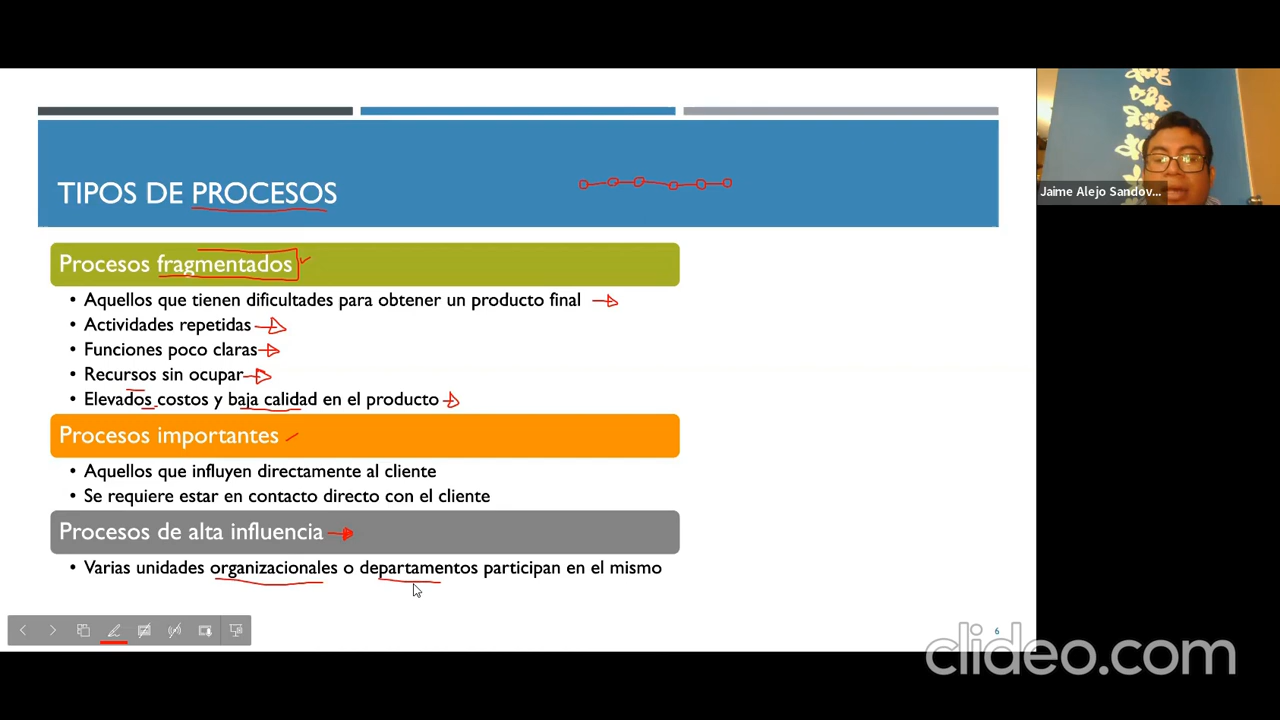 TIPOS DE PROCESOS
Jaime Alejo Sandov...
Procesos fragmentados
• Aquellos que tienen dificultades para obtener un producto final
• Actividades repetidas
• Funciones poco claras
• Recursos sin ocupar
• Elevados costos y baja calidad en el producto
Procesos importantes
• Aquellos que influyen directamente al cliente
• Se requiere estar en contacto directo con el cliente
Procesos de alta influencia
• Varias unidades organizacionales o departamentos participan en el mismo
6
clideo.com